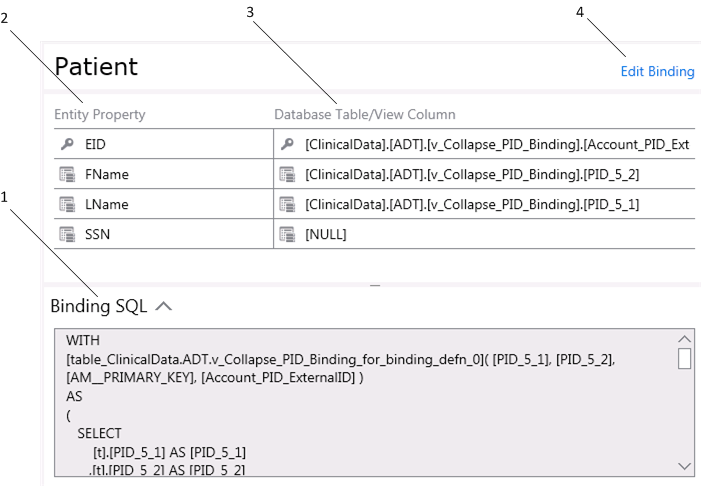 2
3
4
Patient
Edit Binding
Entity Property Database Table/View Column
EID [ClinicalData].[ADT].[v_Collapse_PID_Binding].[Account_PID_Ext
FName [ClinicalData].[ADT].[v_Collapse_PID_Binding].[PID_5_2]
LName [ClinicalData].[ADT].[v_Collapse_PID_Binding].[PID_5_1]
SSN [NULL]
1
Binding SQL
WITH
[table_ClinicalData.ADT.v_Collapse_PID_Binding_for_binding_defn_0]( [PID_5_1], [PID_5_2],
[AM__PRIMARY_KEY], [Account_PID_ExternalID] )
AS
(
SELECT
[t].[PID_5_1] AS [PID_5_1]
,[t].[PID_5_2] AS [PID_5_2]